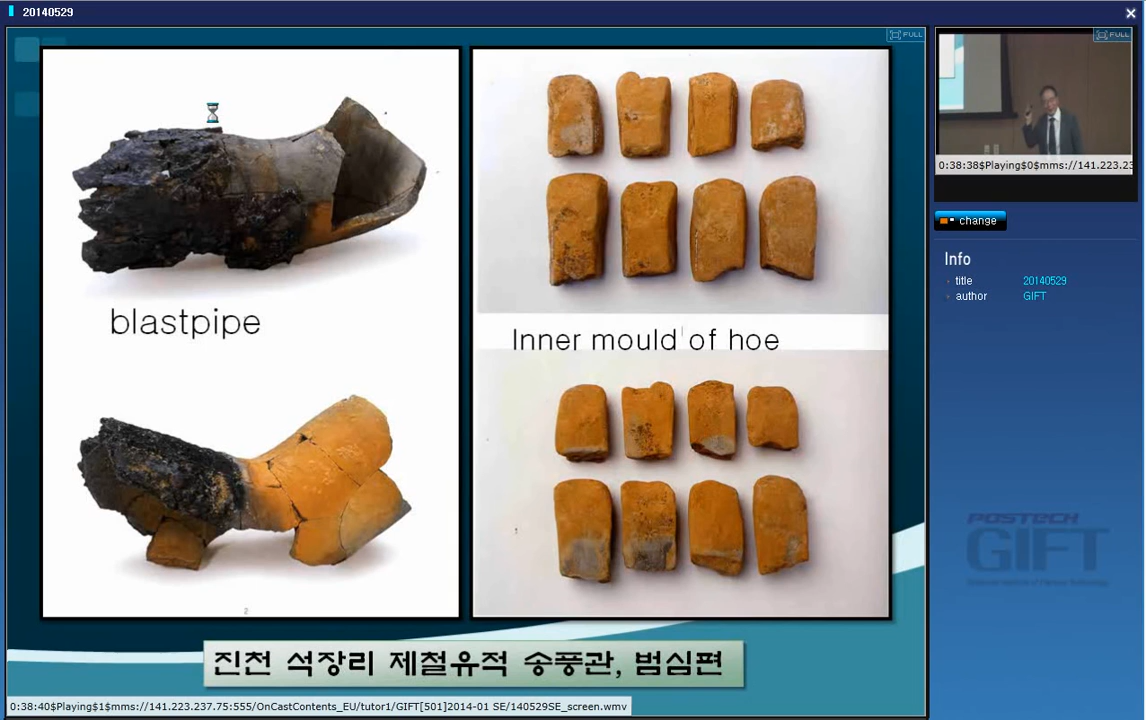 20140529
FULL
FULL
blastpipe
Inner mould of hoe
2
진천 석장리 제철유적 송풍관, 범심편
0:38:40$Playing$1$mms://141.223.237.75:555/OnCastContents_EU/tutor1/GIFT[501]2014-01 SE/140529SE_screen.wmv
0:38:38$Playing$0$mms://141.223.23
change
Info
title 20140529
author GIFT
POSTECH
GIFT